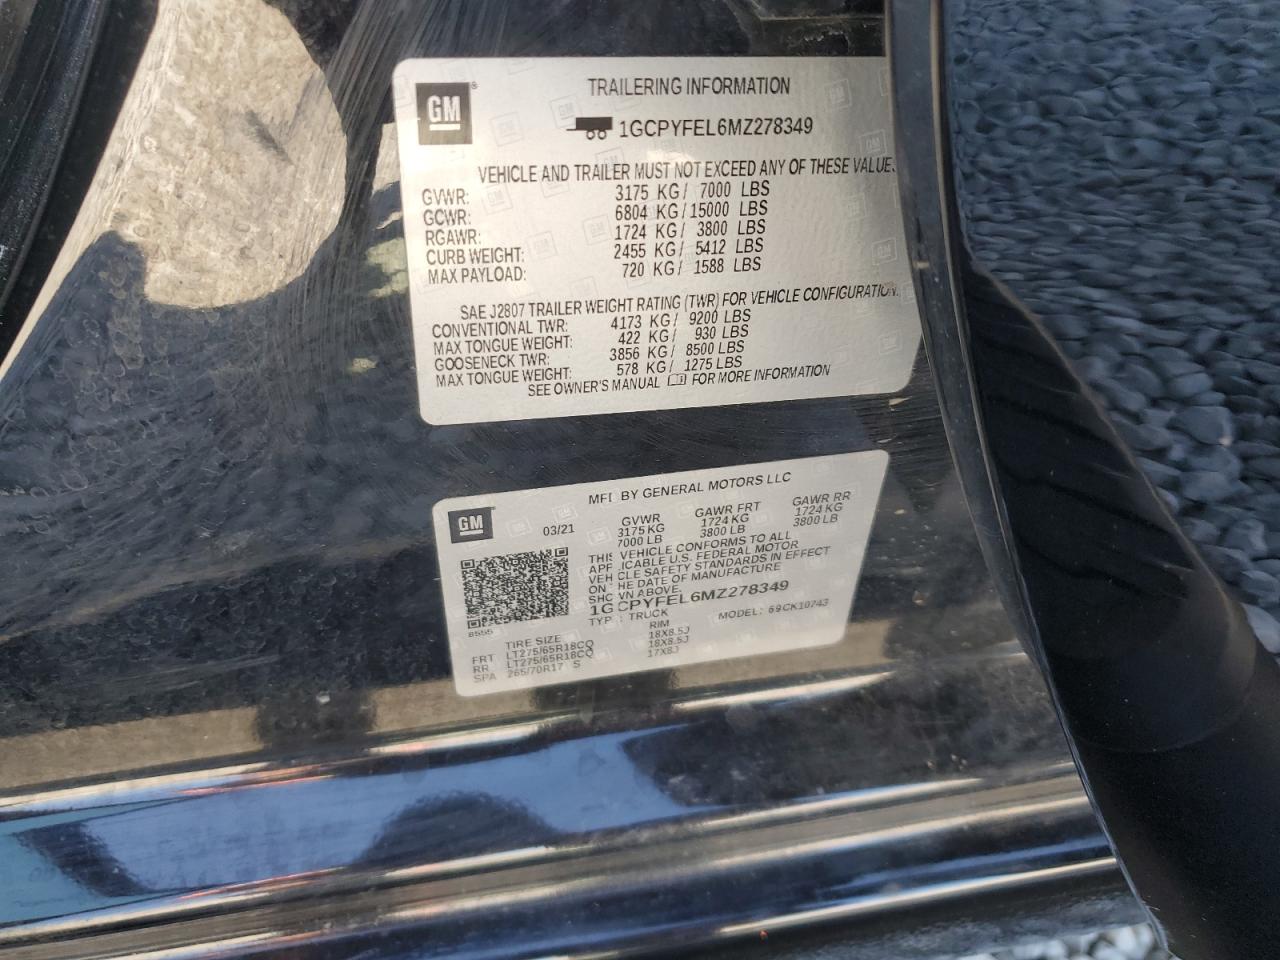 GM
TRAILERING INFORMATION
1GCPYFEL6MZ278349
VEHICLE AND TRAILER MUST NOT EXCEED ANY OF THESE VALUE
GVWR: 3175 KG / 7000 LBS
GCWR: 6804 KG / 15000 LBS
RGAWR: 1724 KG / 3800 LBS
CURB WEIGHT: 2455 KG / 5412 LBS
MAX PAYLOAD: 720 KG / 1588 LBS
SAE J2807 TRAILER WEIGHT RATING (TWR) FOR VEHICLE CONFIGURATION.
CONVENTIONAL TWR: 4173 KG / 9200 LBS
MAX TONGUE WEIGHT: 422 KG / 930 LBS
GOOSENECK TWR: 3856 KG / 8500 LBS
MAX TONGUE WEIGHT: 578 KG / 1275 LBS
SEE OWNER'S MANUAL FOR MORE INFORMATION
GM
MFD BY GENERAL MOTORS LLC
03/21
GVWR GAWR FRT GAWR RR
3175 KG 1724 KG 1724 KG
7000 LB 3800 LB 3800 LB
THIS VEHICLE CONFORMS TO ALL
APPLICABLE U.S. FEDERAL MOTOR
VEHICLE SAFETY STANDARDS IN EFFECT
ON THE DATE OF MANUFACTURE
SHOWN ABOVE.
1GCPYFEL6MZ278349
TYPE: TRUCK MODEL: 69CK10743
8555
TIRE SIZE RIM
FRT LT275/65R18CQ 18X8.5J
RR LT275/65R18CQ 18X8.5J
SPA 265/70R17 S 17X8J